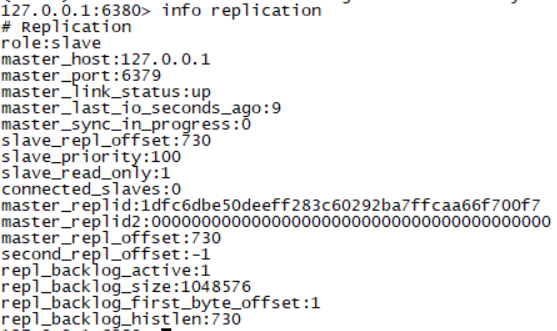 127.0.0.1:6380> info replication
# Replication
role:slave
master_host:127.0.0.1
master_port:6379
master_link_status:up
master_last_io_seconds_ago:9
master_sync_in_progress:0
slave_repl_offset:730
slave_priority:100
slave_read_only:1
connected_slaves:0
master_replid:1dfc6dbe50deeff283c60292ba7ffcaa66f700f7
master_replid2:0000000000000000000000000000000000000000
master_repl_offset:730
second_repl_offset:-1
repl_backlog_active:1
repl_backlog_size:1048576
repl_backlog_first_byte_offset:1
repl_backlog_histlen:730